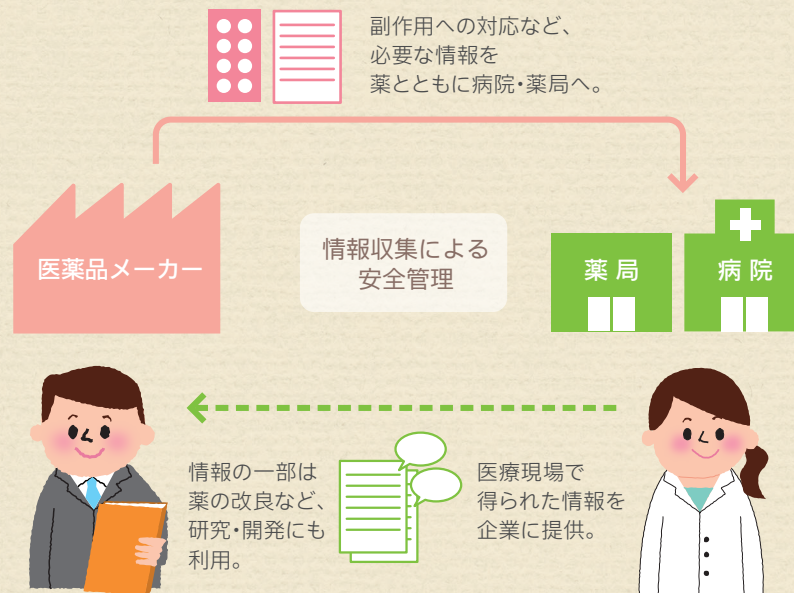 副作用への対応など、
必要な情報を
薬とともに病院・薬局へ。
医薬品メーカー
情報収集による
安全管理
薬局
病院
情報の一部は
薬の改良など、
研究・開発にも
利用。
医療現場で
得られた情報を
企業に提供。